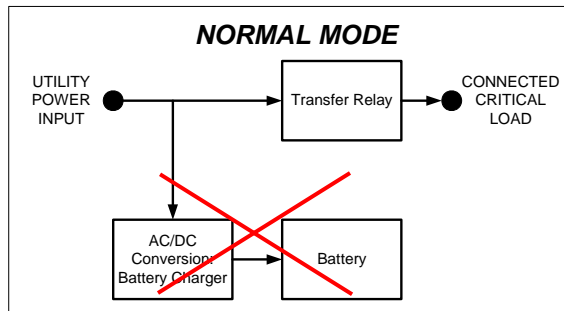 NORMAL MODE
UTILITY
POWER
INPUT
Transfer Relay
CONNECTED
CRITICAL
LOAD
AC/DC
Conversion:
Battery Charger
Battery